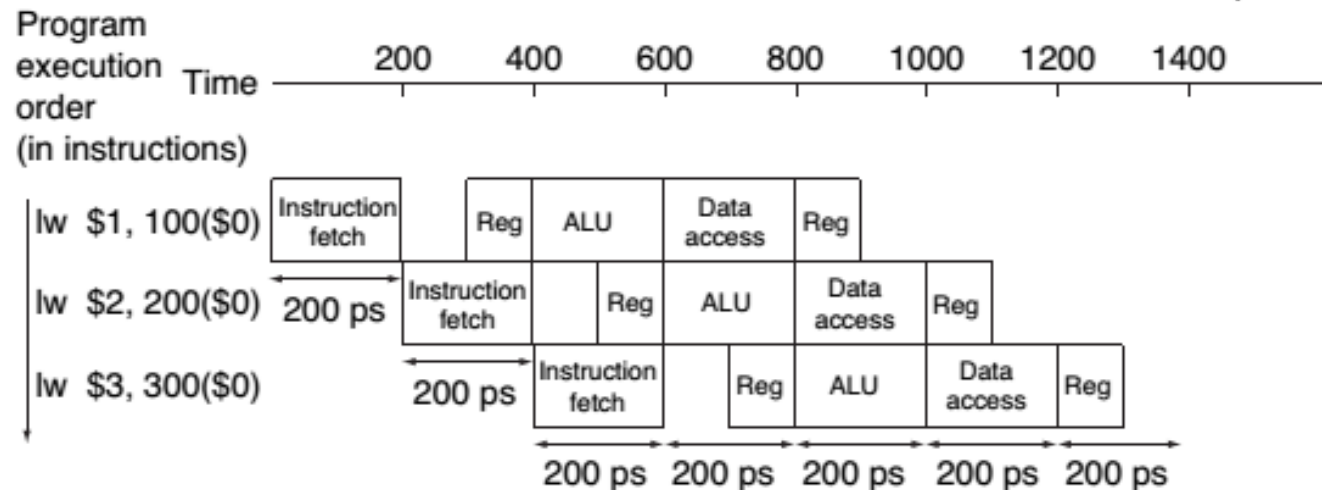 Program
execution
order
(in instructions)
Time 200 400 600 800 1000 1200 1400
lw $1, 100($0) Instruction fetch Reg ALU Data access Reg
200 ps
lw $2, 200($0) Instruction fetch Reg ALU Data access Reg
200 ps
lw $3, 300($0) Instruction fetch Reg ALU Data access Reg
200 ps 200 ps 200 ps 200 ps 200 ps